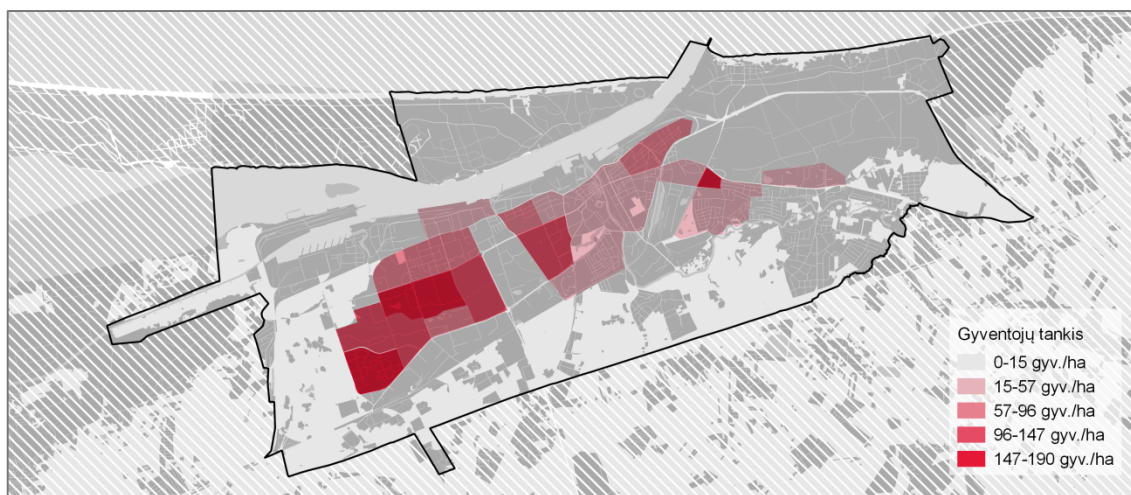 Gyventojų tankis
0-15 gyv./ha
15-57 gyv./ha
57-96 gyv./ha
96-147 gyv./ha
147-190 gyv./ha